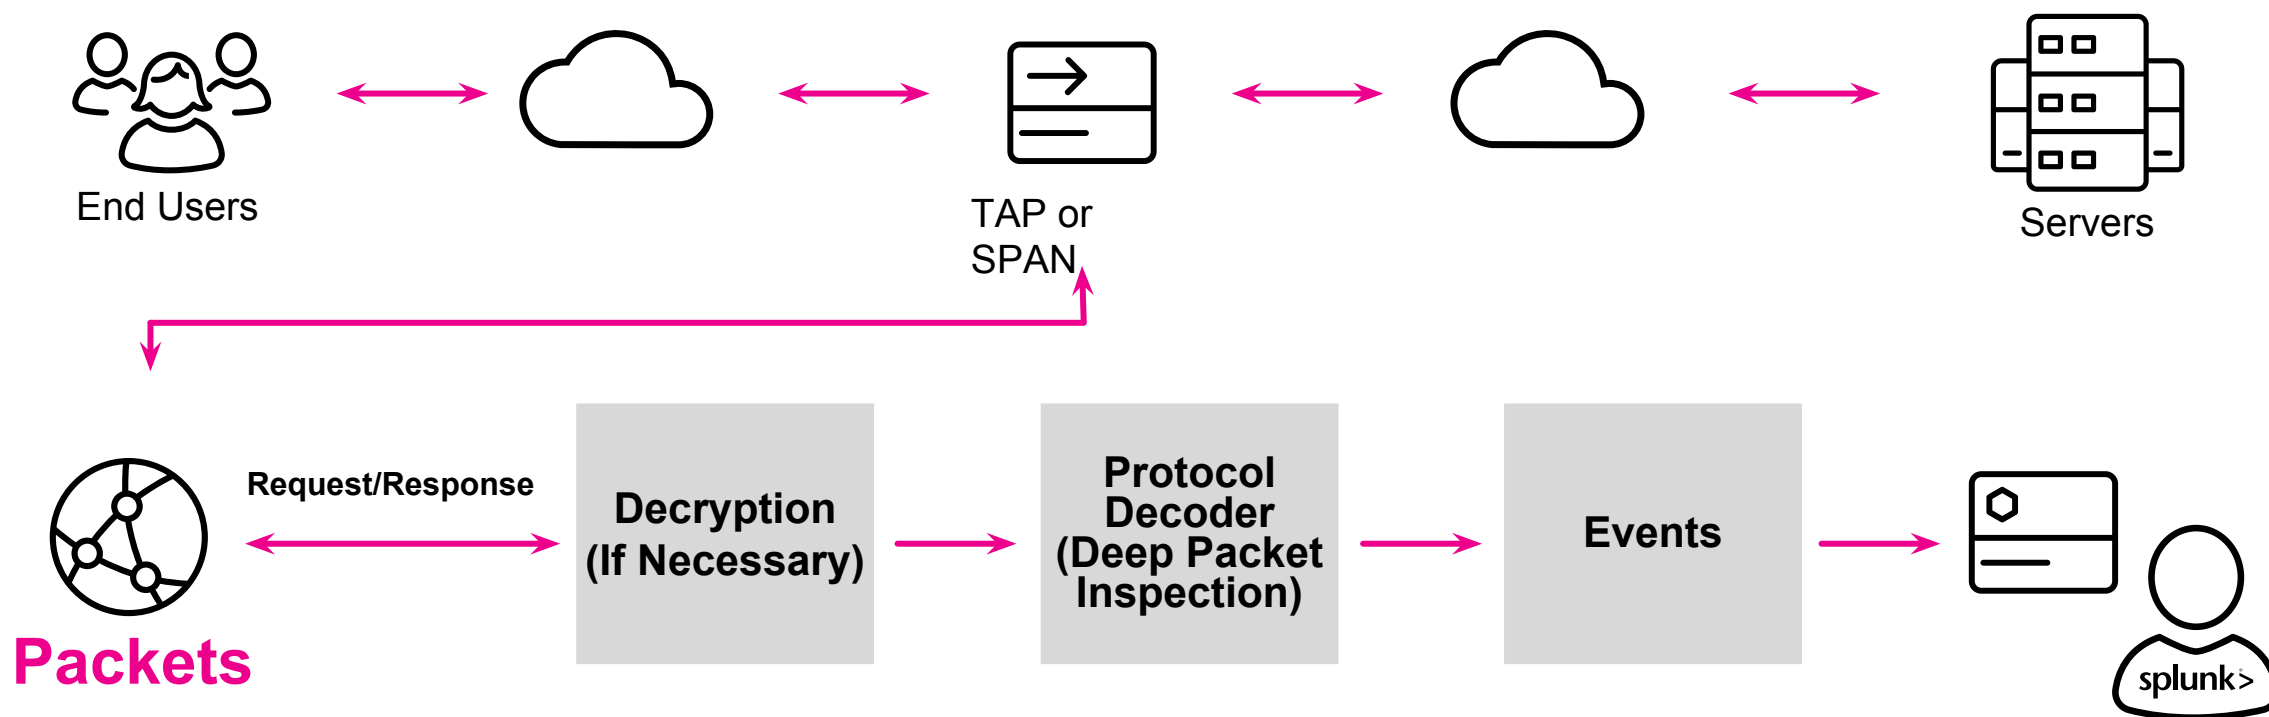 End Users
TAP or
SPAN
Servers
Request/Response
Decryption
(If Necessary)
Protocol
Decoder
(Deep Packet
Inspection)
Events
Packets
splunk>